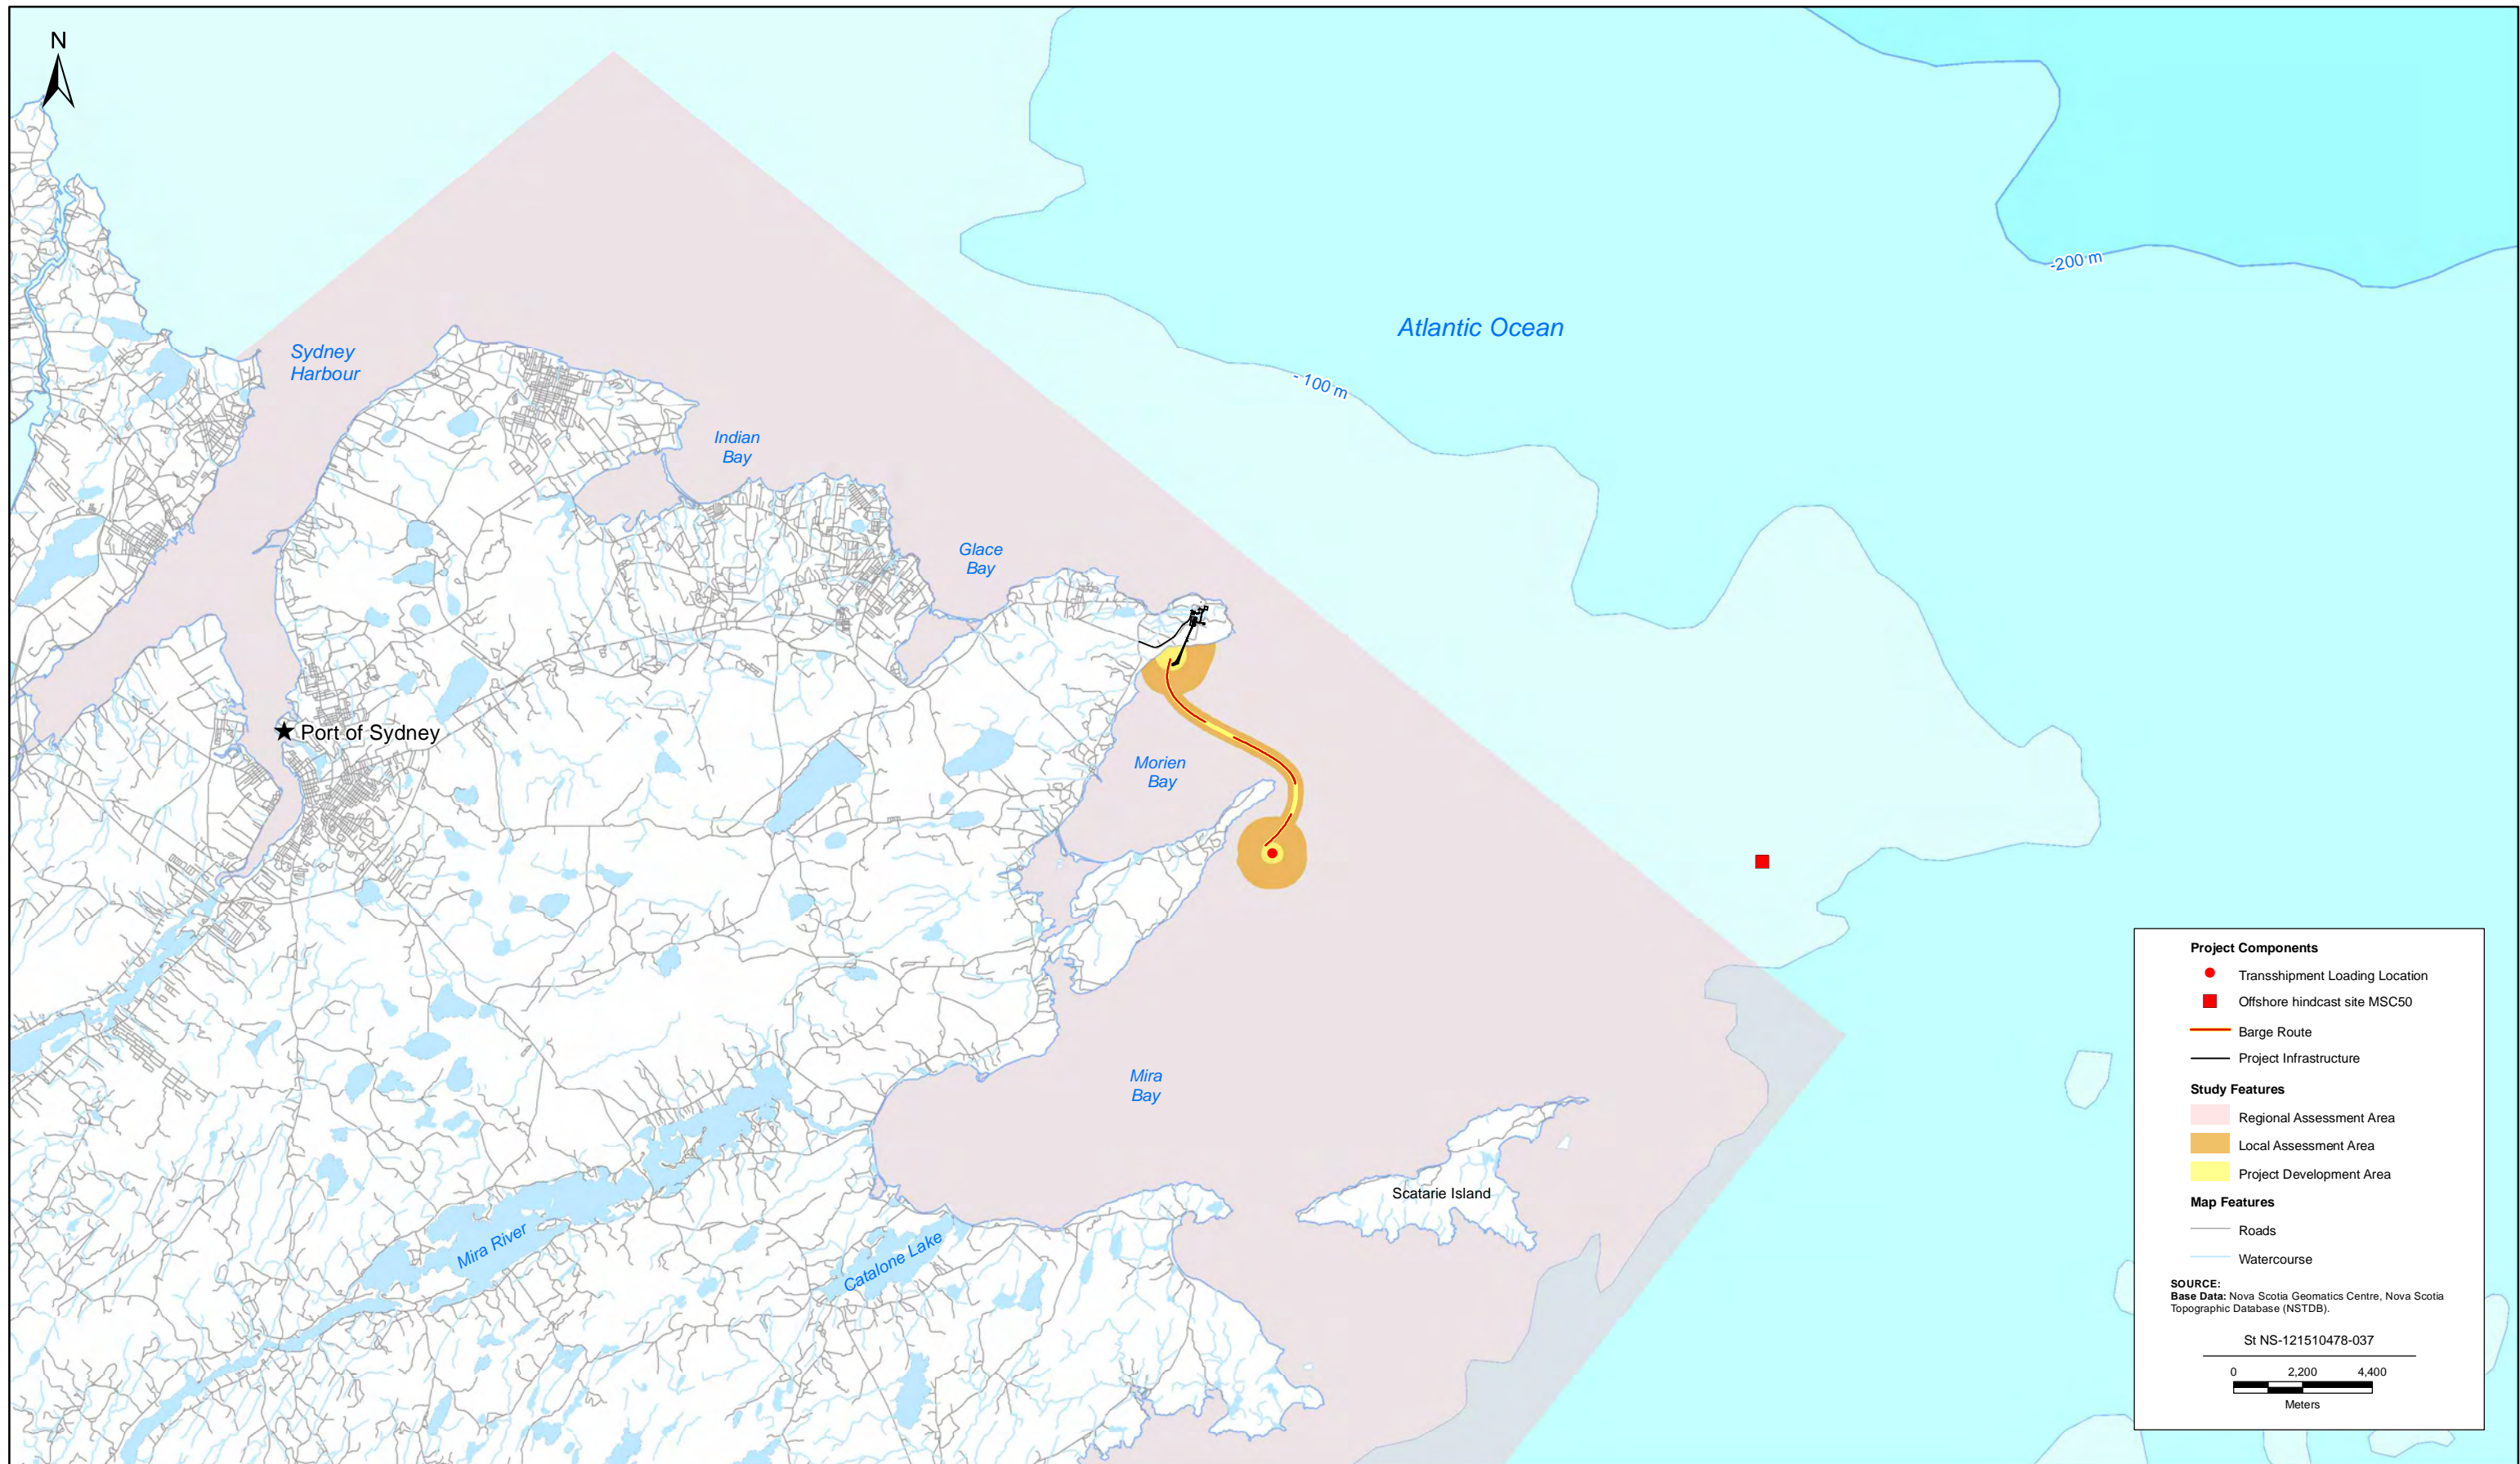 N
Atlantic Ocean
-200 m
- 100 m
Sydney
Harbour
Indian
Bay
Glace
Bay
Port of Sydney
Morien
Bay
Mira
Bay
Scatarie Island
Mira River
Catalone Lake
Project Components
Transshipment Loading Location
Offshore hindcast site MSC50
Barge Route
Project Infrastructure
Study Features
Regional Assessment Area
Local Assessment Area
Project Development Area
Map Features
Roads
Watercourse
SOURCE:
Base Data: Nova Scotia Geomatics Centre, Nova Scotia
Topographic Database (NSTDB).
St NS-121510478-037
0 2,200 4,400
Meters